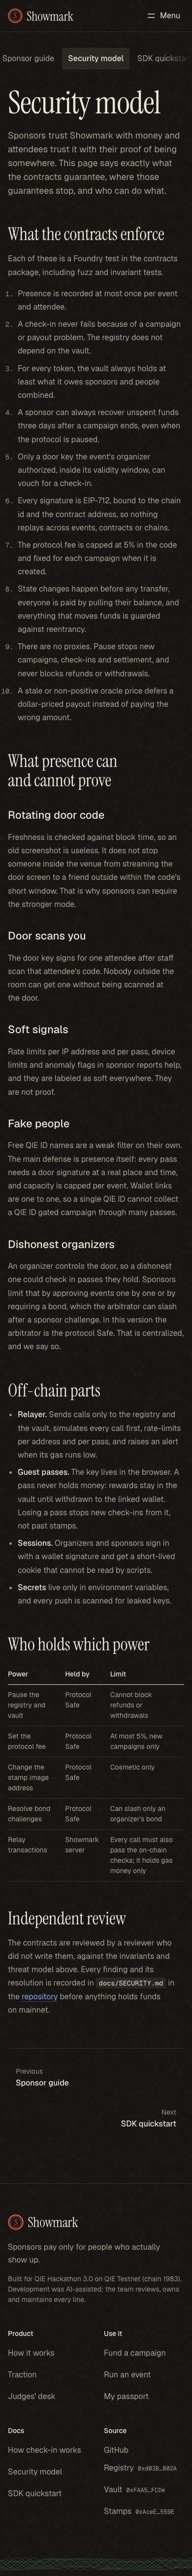 Showmark
Menu
Sponsor guide
Security model
SDK quickstart
Security model
Sponsors trust Showmark with money and
attendees trust it with their proof of being
somewhere. This page says exactly what
the contracts guarantee, where those
guarantees stop, and who can do what.
What the contracts enforce
Each of these is a Foundry test in the contracts
package, including fuzz and invariant tests.
1. Presence is recorded at most once per event
and attendee.
2. A check-in never fails because of a campaign
or payout problem. The registry does not
depend on the vault.
3. For every token, the vault always holds at
least what it owes sponsors and people
combined.
4. A sponsor can always recover unspent funds
three days after a campaign ends, even when
the protocol is paused.
5. Only a door key the event's organizer
authorized, inside its validity window, can
vouch for a check-in.
6. Every signature is EIP-712, bound to the chain
id and the contract address, so nothing
replays across events, contracts or chains.
7. The protocol fee is capped at 5% in the code
and fixed for each campaign when it is
created.
8. State changes happen before any transfer,
everyone is paid by pulling their balance, and
everything that moves funds is guarded
against reentrancy.
9. There are no proxies. Pause stops new
campaigns, check-ins and settlement, and
never blocks refunds or withdrawals.
10. A stale or non-positive oracle price defers a
dollar-priced payout instead of paying the
wrong amount.
What presence can
and cannot prove
Rotating door code
Freshness is checked against block time, so an
old screenshot is useless. It does not stop
someone inside the venue from streaming the
door screen to a friend outside within the code's
short window. That is why sponsors can require
the stronger mode.
Door scans you
The door key signs for one attendee after staff
scan that attendee's code. Nobody outside the
room can get one without being scanned at
the door.
Soft signals
Rate limits per IP address and per pass, device
limits and anomaly flags in sponsor reports help,
and they are labeled as soft everywhere. They
are not proof.
Fake people
Free QIE ID names are a weak filter on their own.
The main defense is presence itself: every pass
needs a door signature at a real place and time,
and capacity is capped per event. Wallet links
are one to one, so a single QIE ID cannot collect
a QIE ID gated campaign through many passes.
Dishonest organizers
An organizer controls the door, so a dishonest
one could check in passes they hold. Sponsors
limit that by approving events one by one or by
requiring a bond, which the arbitrator can slash
after a sponsor challenge. In this version the
arbitrator is the protocol Safe. That is centralized,
and we say so.
Off-chain parts
• Relayer. Sends calls only to the registry and
the vault, simulates every call first, rate-limits
per address and per pass, and raises an alert
when its gas runs low.
• Guest passes. The key lives in the browser. A
pass never holds money: rewards stay in the
vault until withdrawn to the linked wallet.
Losing a pass stops new check-ins from it,
not past stamps.
• Sessions. Organizers and sponsors sign in
with a wallet signature and get a short-lived
cookie that cannot be read by scripts.
• Secrets live only in environment variables,
and every push is scanned for leaked keys.
Who holds which power
Power Held by Limit
Pause the registry and vault Protocol Safe Cannot block refunds or withdrawals
Set the protocol fee Protocol Safe At most 5%, new campaigns only
Change the stamp image address Protocol Safe Cosmetic only
Resolve bond challenges Protocol Safe Can slash only an organizer's bond
Relay transactions Showmark server Every call must also pass the on-chain checks; it holds gas money only
Independent review
The contracts are reviewed by a reviewer who
did not write them, against the invariants and
threat model above. Every finding and its
resolution is recorded in docs/SECURITY.md in
the repository before anything holds funds
on mainnet.
Previous
Sponsor guide
Next
SDK quickstart
Showmark
Sponsors pay only for people who actually
show up.
Built for QIE Hackathon 3.0 on QIE Testnet (chain 1983).
Development was AI-assisted; the team reviews, owns
and maintains every line.
Product
How it works
Traction
Judges' desk
Use it
Fund a campaign
Run an event
My passport
Docs
How check-in works
Security model
SDK quickstart
Source
GitHub
Registry 0xd03B…802A
Vault 0xFAA5…FCDe
Stamps 0xAceE…559E